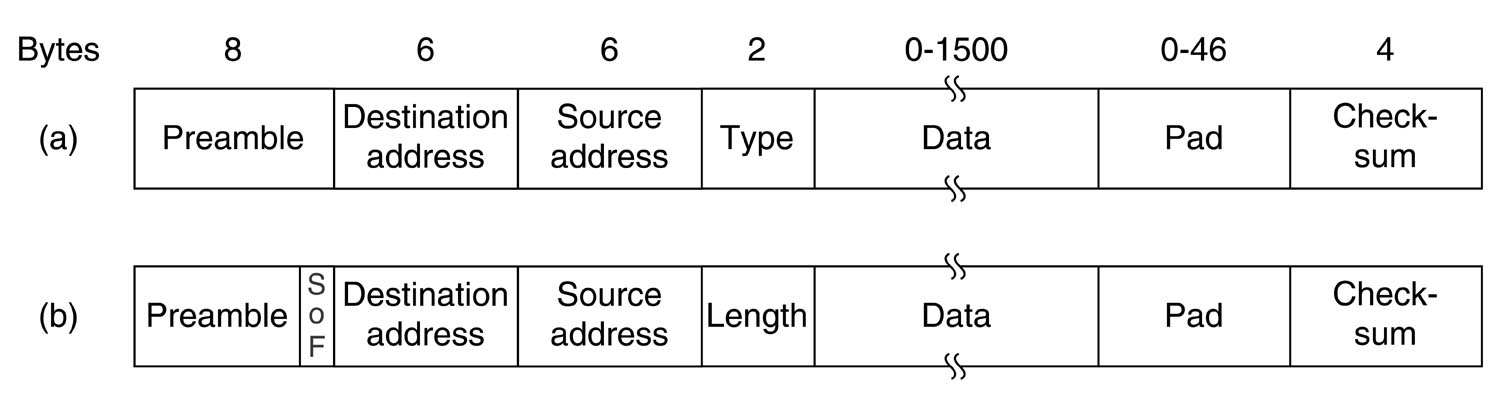 Bytes 8 6 6 2 0-1500 0-46 4
(a) Preamble Destination address Source address Type Data Pad Check-sum
(b) Preamble SoF Destination address Source address Length Data Pad Check-sum